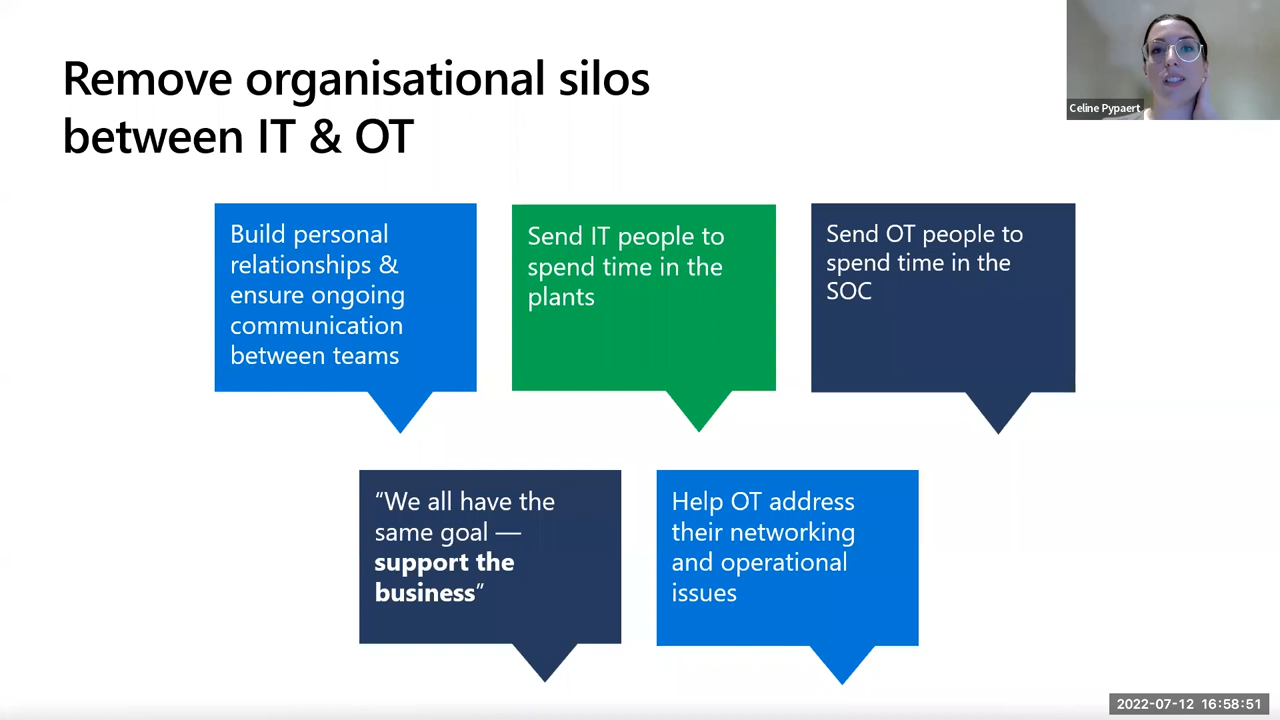 Remove organisational silos
between IT & OT
Celine Pypaert
Build personal
relationships &
ensure ongoing
communication
between teams
Send IT people to
spend time in the
plants
Send OT people to
spend time in the
SOC
“We all have the
same goal —
support the
business”
Help OT address
their networking
and operational
issues
2022-07-12 16:58:51